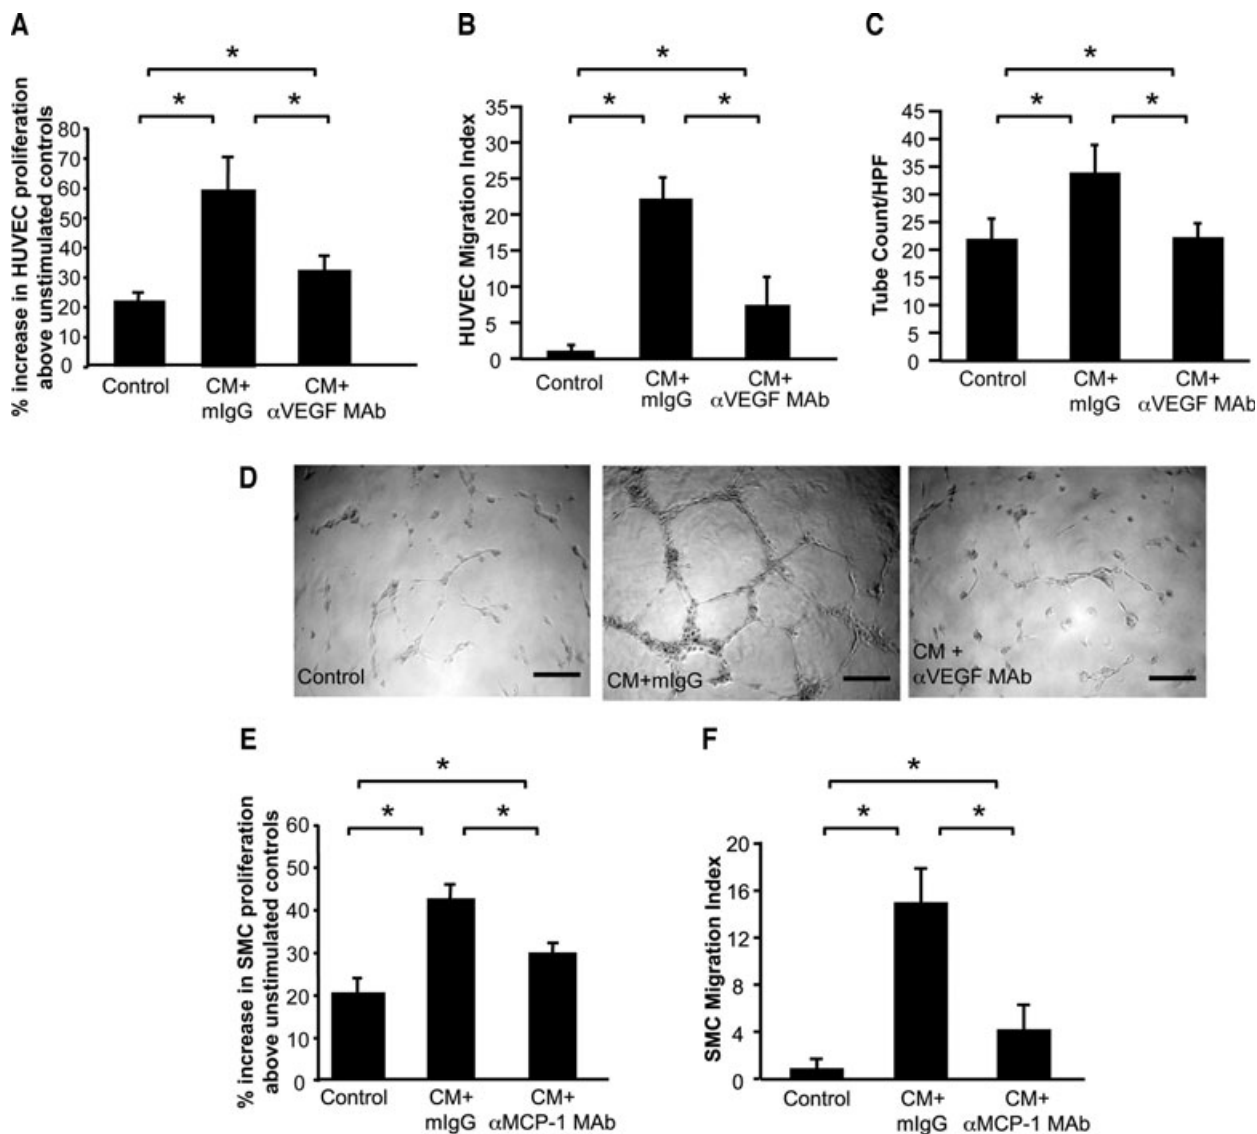 A
*
*
*
% increase in HUVEC proliferation
above unstimulated controls
80
70
60
50
40
30
20
20
0
Control
CM+
mIgG
CM+
αVEGF MAb
B
*
*
*
HUVEC Migration Index
35
30
25
20
15
10
5
0
Control
CM+
mIgG
CM+
αVEGF MAb
C
*
*
*
Tube Count/HPF
45
40
35
30
25
20
15
10
5
0
Control
CM+
mIgG
CM+
αVEGF MAb
D
Control
CM+mIgG
CM +
αVEGF MAb
E
*
*
*
% increase in SMC proliferation
above unstimulated controls
60
50
40
30
20
10
0
Control
CM+
mIgG
CM+
αMCP-1 MAb
F
*
*
*
SMC Migration Index
20
16
12
8
4
0
Control
CM+
mIgG
CM+
αMCP-1 MAb